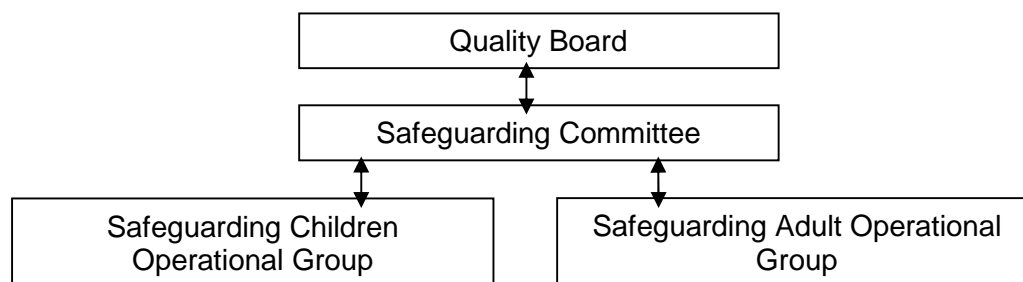 Quality Board
Safeguarding Committee
Safeguarding Children
Operational Group
Safeguarding Adult Operational
Group